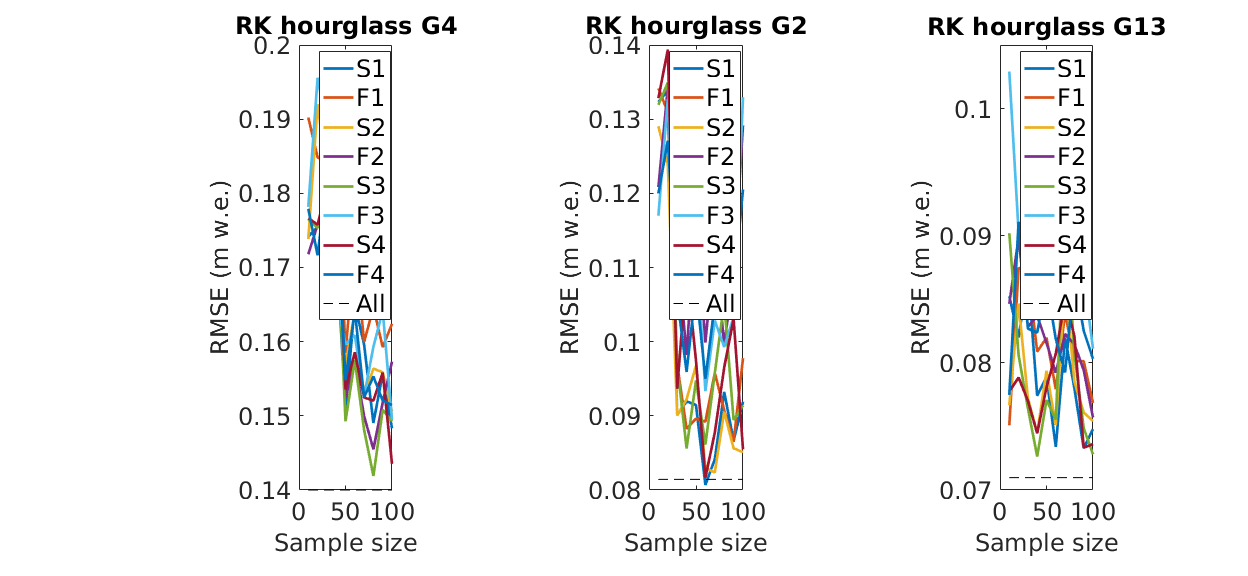 RK hourglass G4
0.2
0.19
0.18
0.17
0.16
0.15
0.14
RMSE (m w.e.)
0 50 100
Sample size
S1
F1
S2
F2
S3
F3
S4
F4
All
RK hourglass G2
0.14
0.13
0.12
0.11
0.1
0.09
0.08
RMSE (m w.e.)
0 50 100
Sample size
S1
F1
S2
F2
S3
F3
S4
F4
All
RK hourglass G13
0.1
0.09
0.08
0.07
RMSE (m w.e.)
0 50 100
Sample size
S1
F1
S2
F2
S3
F3
S4
F4
All